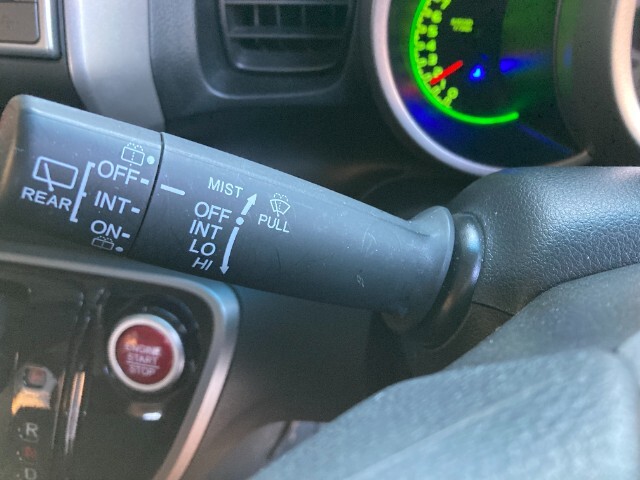 REAR
OFF
INT
ON
MIST
OFF
INT
LO
HI
PULL
ENGINE
START
STOP
R
N
D